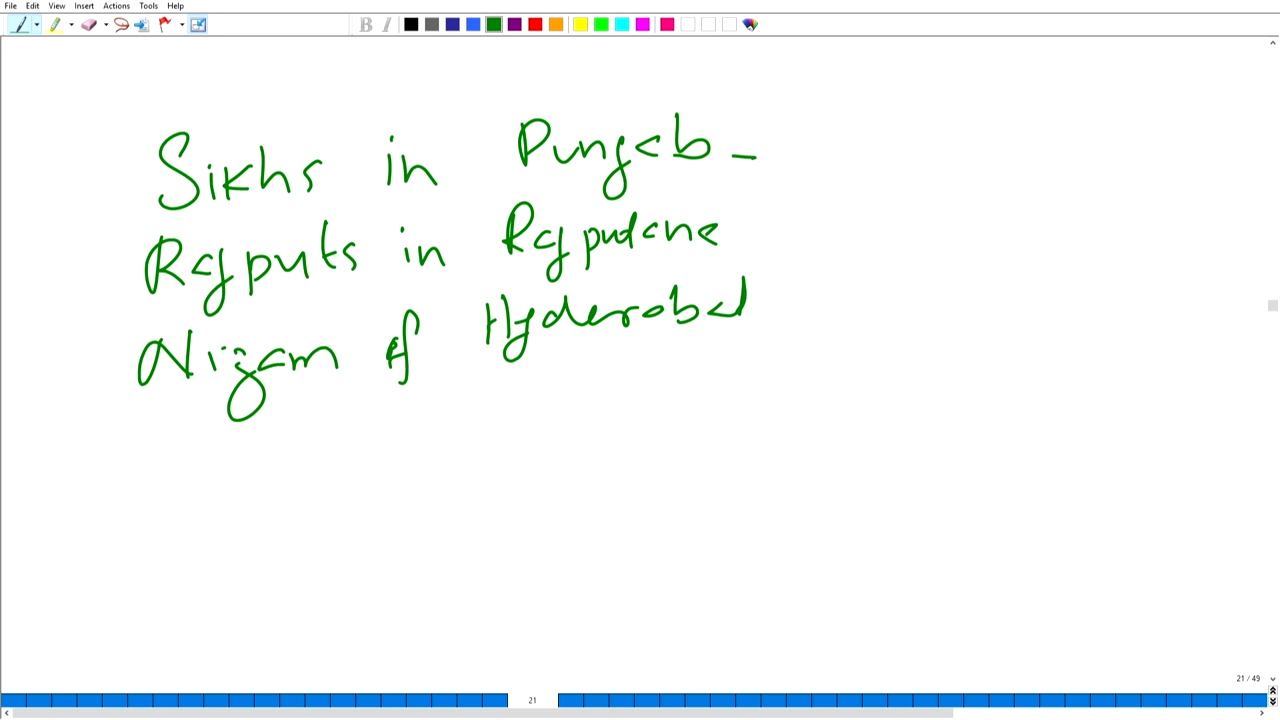 File Edit View Insert Actions Tools Help
B I
Sikhs in Punjab -
Rajputs in Rajputana
Nizam of Hyderabad
21 / 49
21